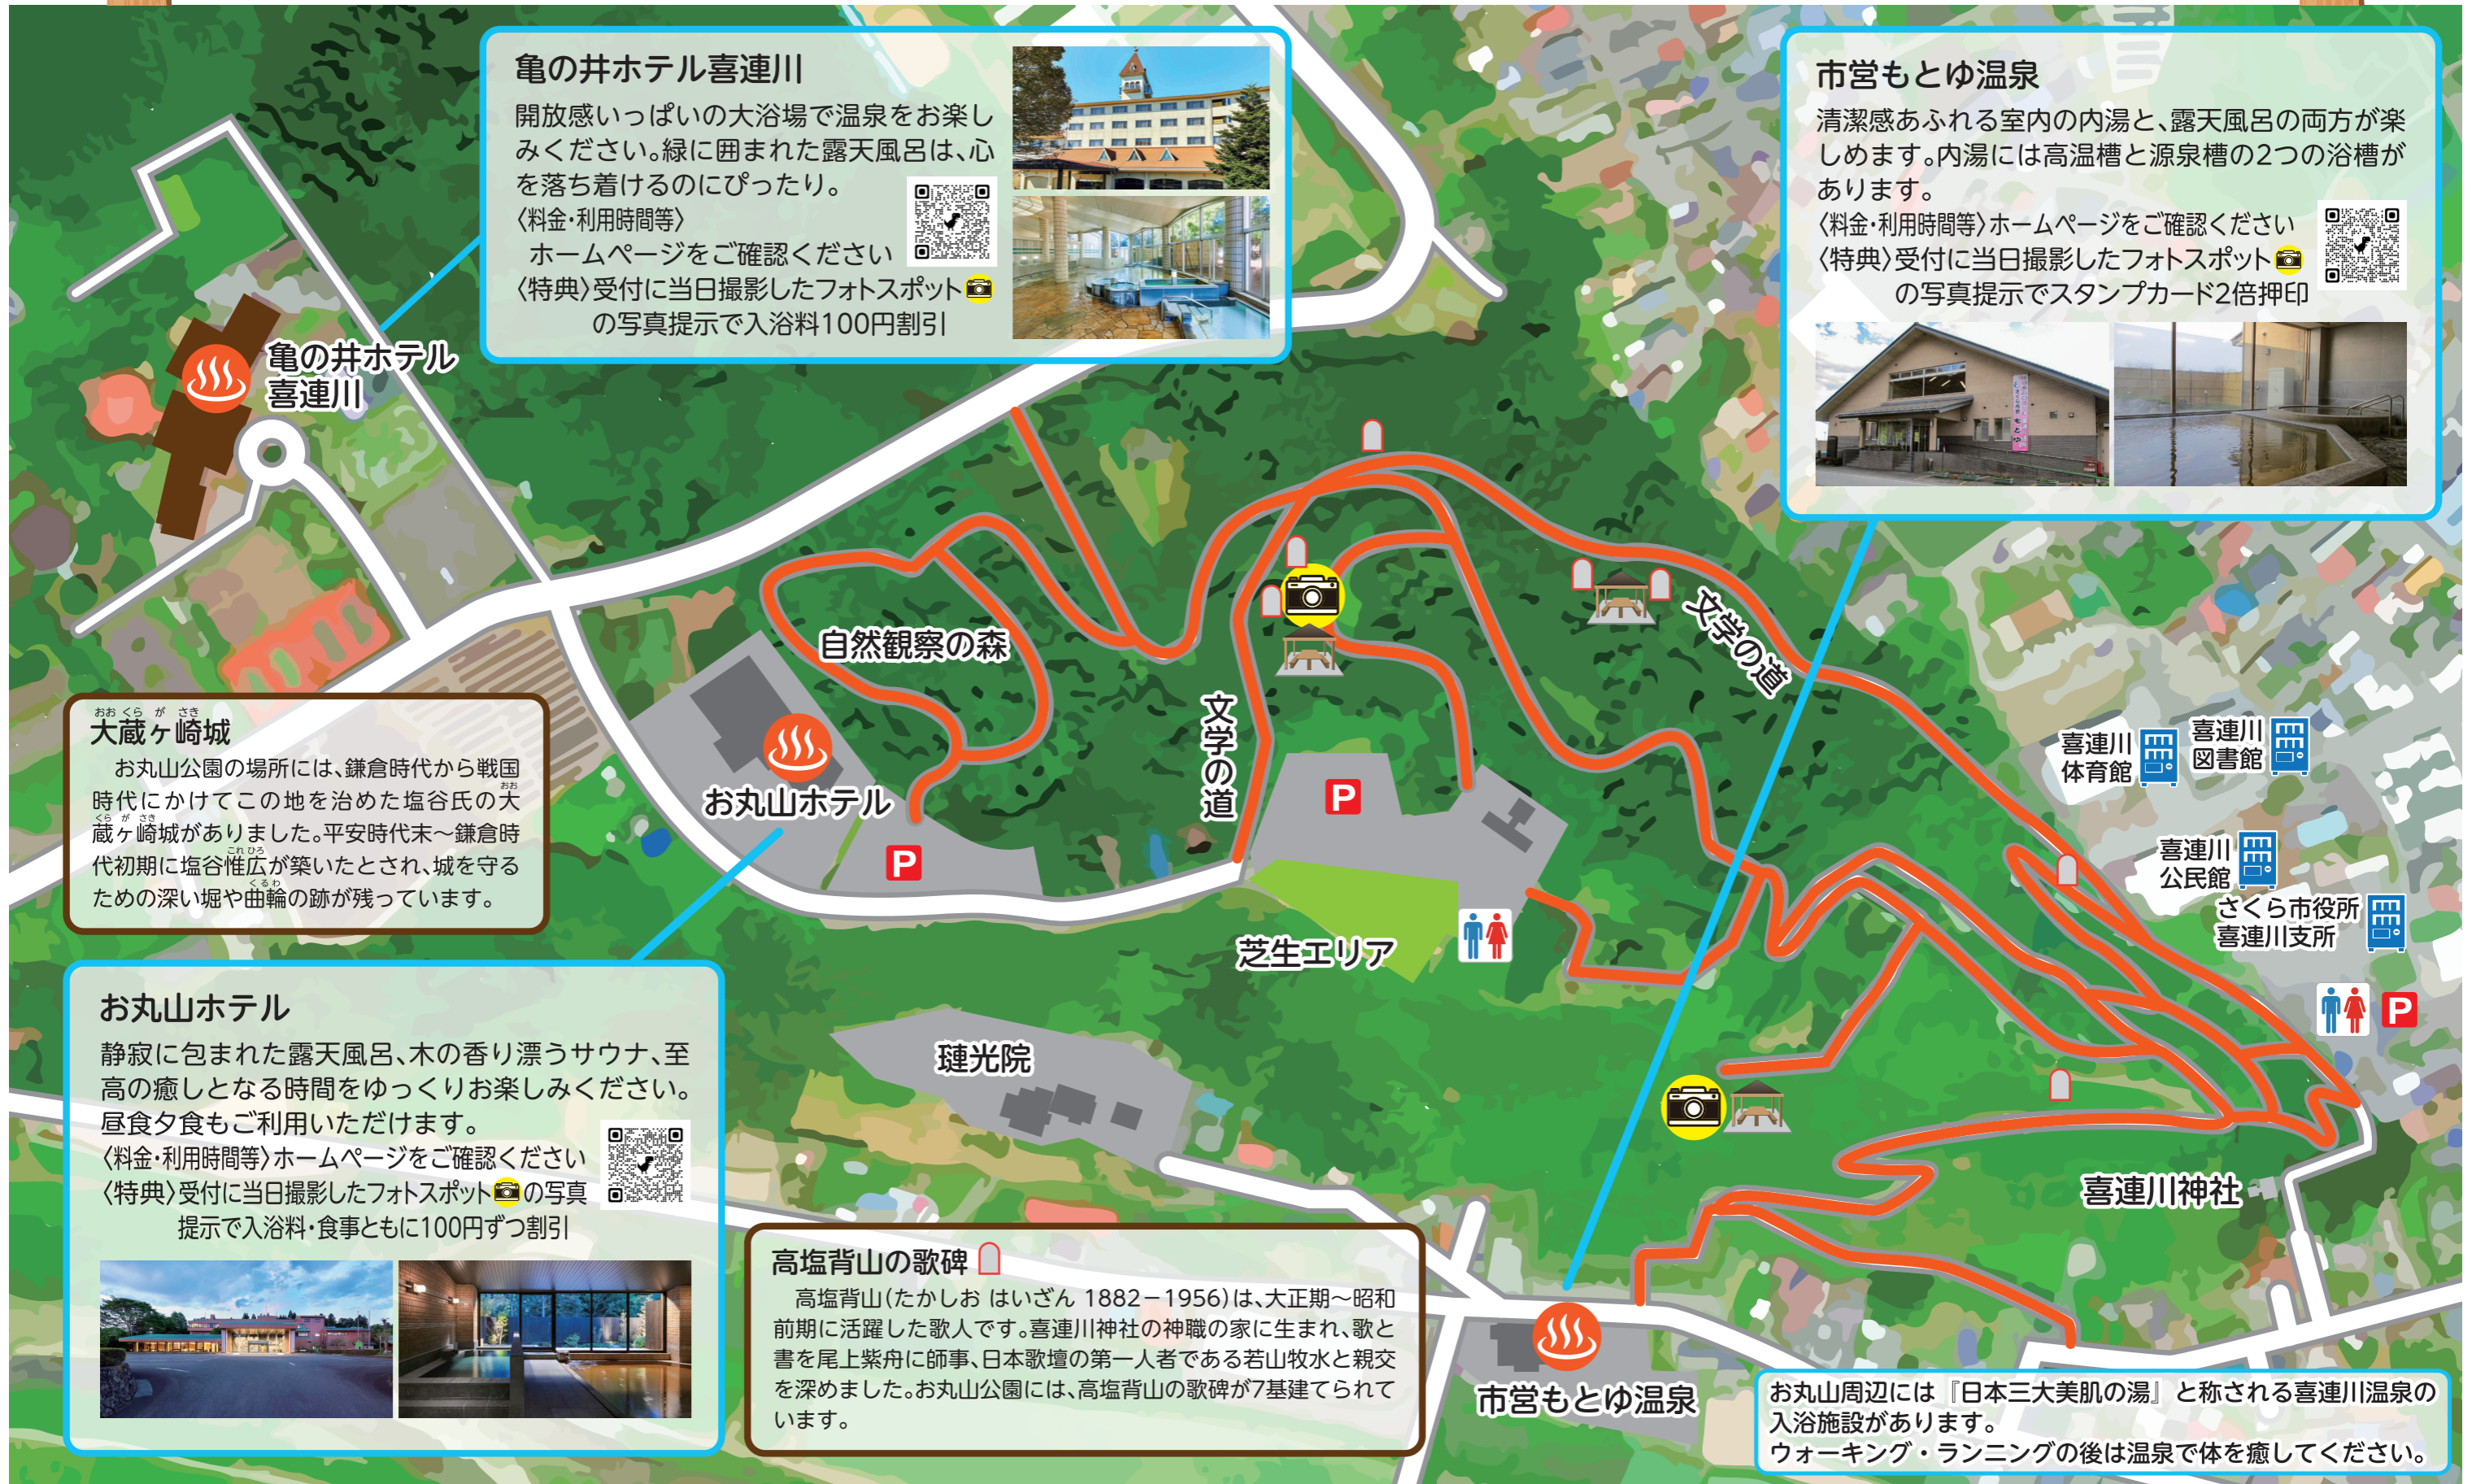 亀の井ホテル喜連川
開放感いっぱいの大浴場で温泉をお楽し
みください。緑に囲まれた露天風呂は、心
を落ち着けるのにぴったり。
〈料金・利用時間等〉
ホームページをご確認ください
〈特典〉受付に当日撮影したフォトスポット
の写真提示で入浴料100円割引
市営もとゆ温泉
清潔感あふれる室内の内湯と、露天風呂の両方が楽
しめます。内湯には高温槽と源泉槽の2つの浴槽が
あります。
〈料金・利用時間等〉ホームページをご確認ください
〈特典〉受付に当日撮影したフォトスポット
の写真提示でスタンプカード2倍押印
亀の井ホテル
喜連川
自然観察の森
文学の道
文学の道
お丸山ホテル
P
P
芝生エリア
喜連川
体育館
喜連川
図書館
喜連川
公民館
さくら市役所
喜連川支所
P
おおくらがさき
大蔵ヶ崎城
お丸山公園の場所には、鎌倉時代から戦国
時代にかけてこの地を治めた塩谷氏の大
おお
くらがさき
蔵ヶ崎城がありました。平安時代末〜鎌倉時
これひろ
代初期に塩谷惟広が築いたとされ、城を守る
くるわ
ための深い堀や曲輪の跡が残っています。
お丸山ホテル
静寂に包まれた露天風呂、木の香り漂うサウナ、至
高の癒しとなる時間をゆっくりお楽しみください。
昼食夕食もご利用いただけます。
〈料金・利用時間等〉ホームページをご確認ください
〈特典〉受付に当日撮影したフォトスポットの写真
提示で入浴料・食事ともに100円ずつ割引
璉光院
喜連川神社
高塩背山の歌碑
高塩背山(たかしお はいざん 1882−1956)は、大正期〜昭和
前期に活躍した歌人です。喜連川神社の神職の家に生まれ、歌と
書を尾上紫舟に師事、日本歌壇の第一人者である若山牧水と親交
を深めました。お丸山公園には、高塩背山の歌碑が7基建てられて
います。
市営もとゆ温泉
お丸山周辺には『日本三大美肌の湯』と称される喜連川温泉の
入浴施設があります。
ウォーキング・ランニングの後は温泉で体を癒してください。